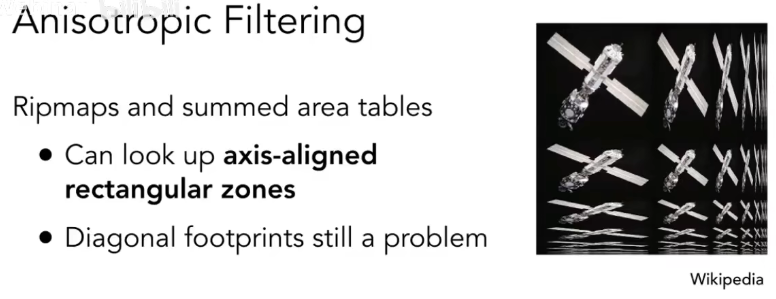 Anisotropic Filtering
Ripmaps and summed area tables
• Can look up axis-aligned
rectangular zones
• Diagonal footprints still a problem
Wikipedia